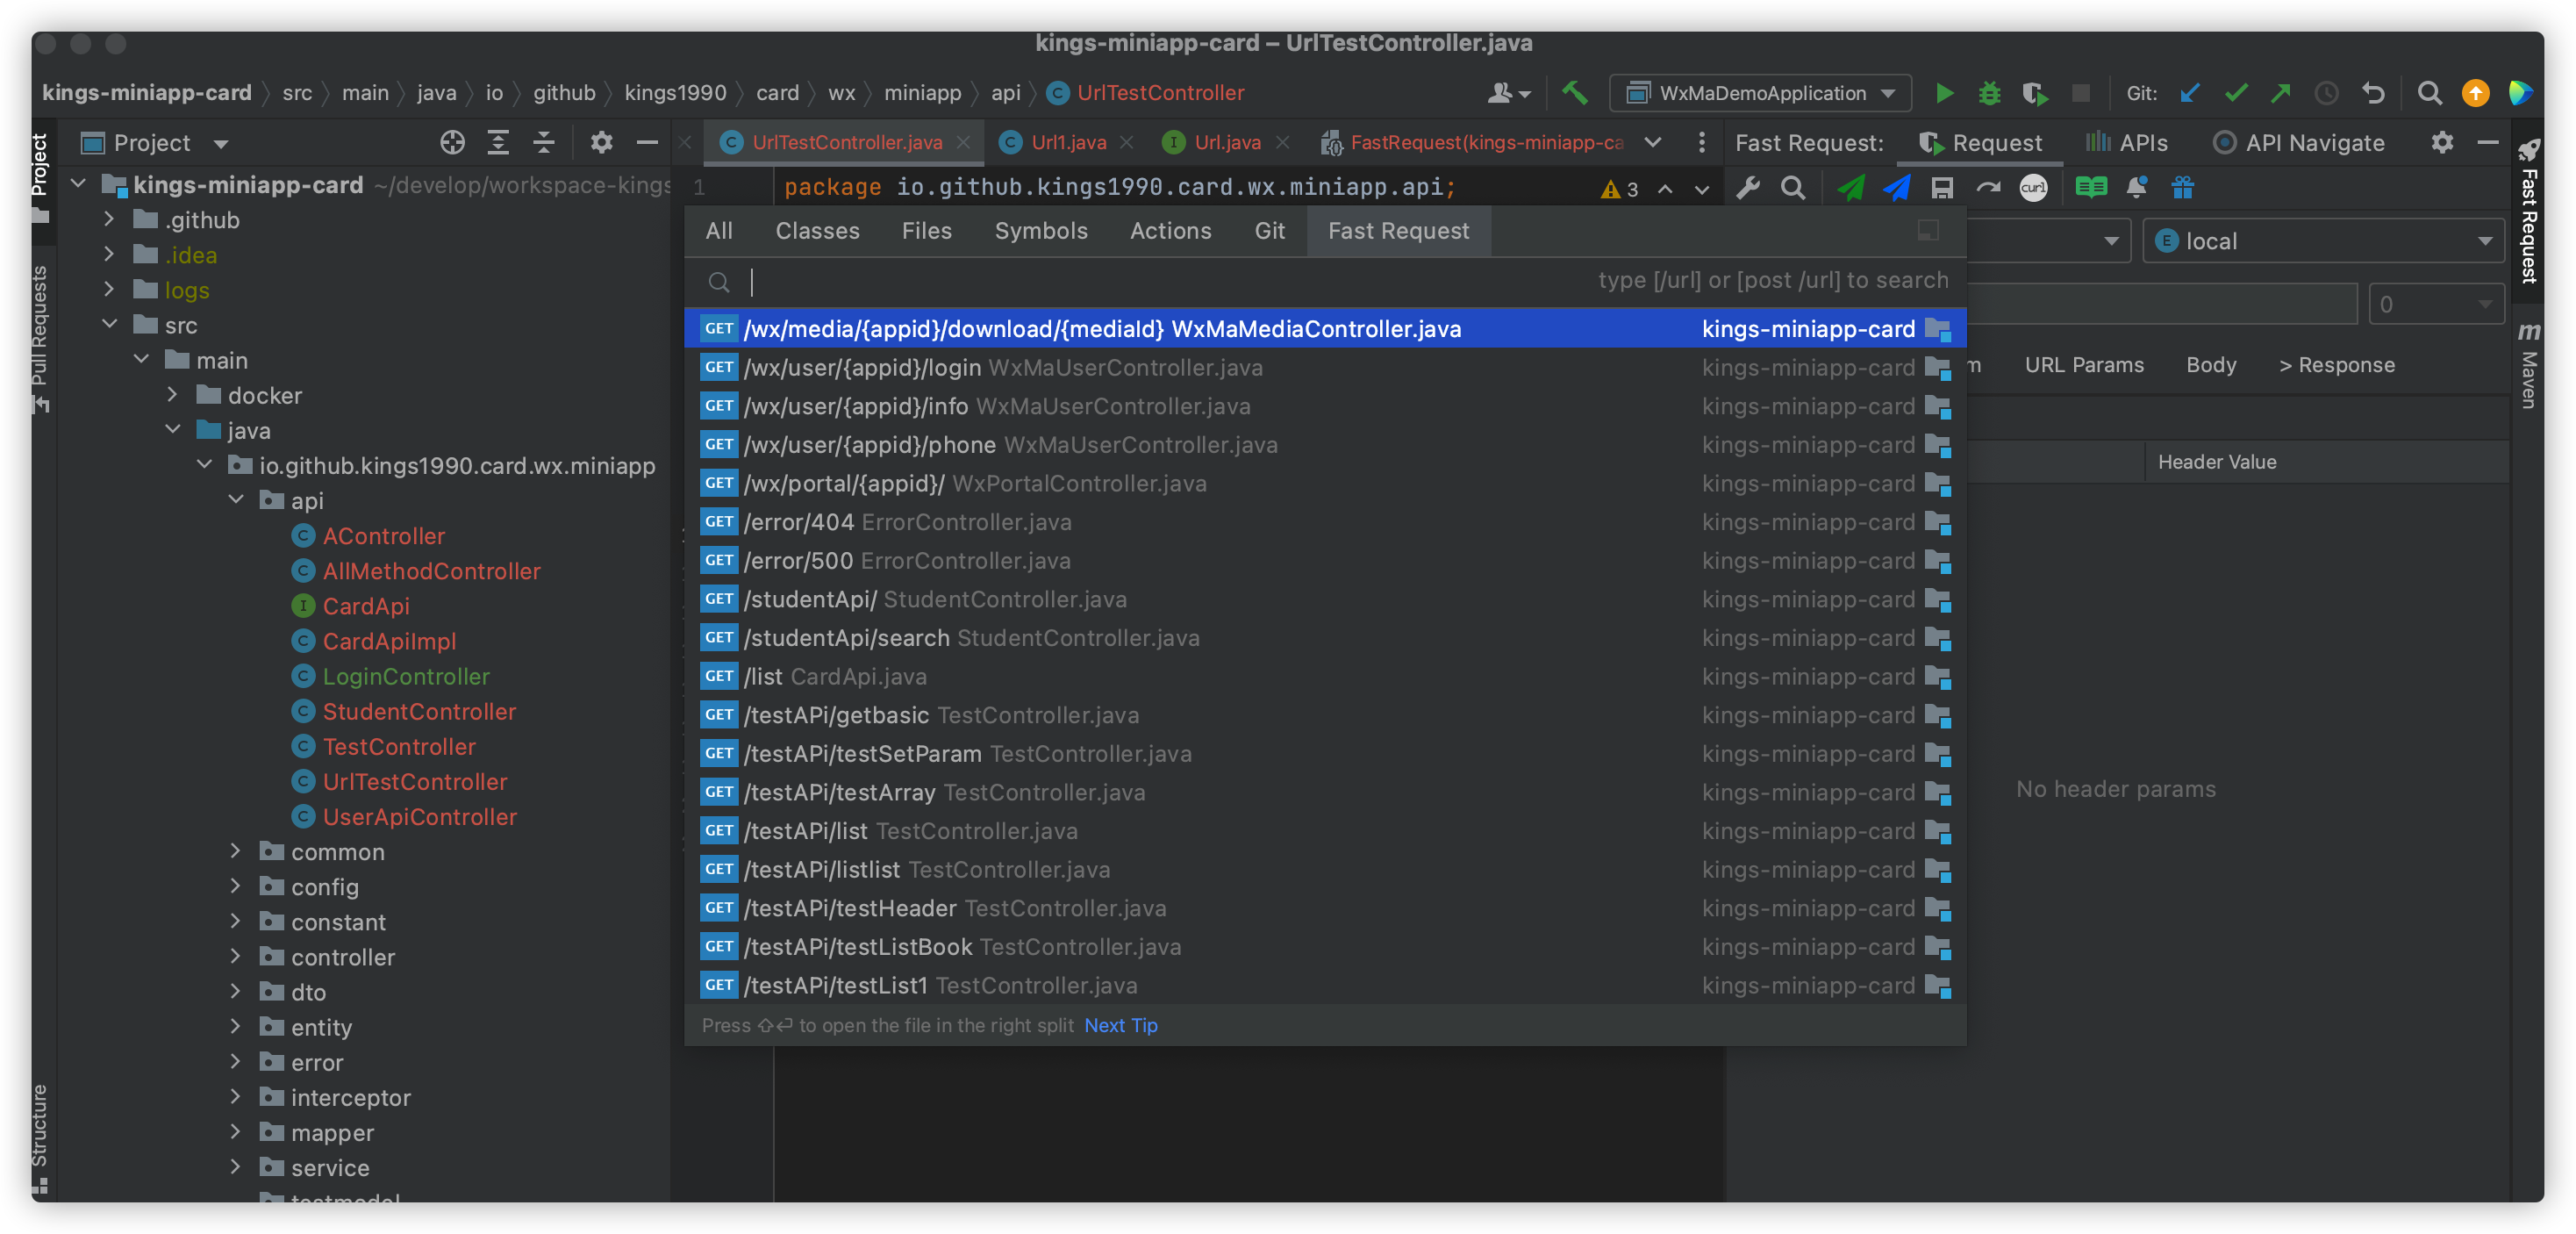 kings-miniapp-card – UrlTestController.java
kings-miniapp-card src main java io github kings1990 card wx miniapp api UrlTestController
WxMaDemoApplication
Git:
Project
Pull Requests
Structure
Project
kings-miniapp-card ~/develop/workspace-kings
.github
.idea
logs
src
main
docker
java
io.github.kings1990.card.wx.miniapp
api
AController
AllMethodController
CardApi
CardApiImpl
LoginController
StudentController
TestController
UrlTestController
UserApiController
common
config
constant
controller
dto
entity
error
interceptor
mapper
service
UrlTestController.java Url1.java Url.java FastRequest(kings-miniapp-ca
1 package io.github.kings1990.card.wx.miniapp.api; 3
All Classes Files Symbols Actions Git Fast Request
type [/url] or [post /url] to search
GET /wx/media/{appid}/download/{mediaId} WxMaMediaController.java kings-miniapp-card
GET /wx/user/{appid}/login WxMaUserController.java kings-miniapp-card
GET /wx/user/{appid}/info WxMaUserController.java kings-miniapp-card
GET /wx/user/{appid}/phone WxMaUserController.java kings-miniapp-card
GET /wx/portal/{appid}/ WxPortalController.java kings-miniapp-card
GET /error/404 ErrorController.java kings-miniapp-card
GET /error/500 ErrorController.java kings-miniapp-card
GET /studentApi/ StudentController.java kings-miniapp-card
GET /studentApi/search StudentController.java kings-miniapp-card
GET /list CardApi.java kings-miniapp-card
GET /testAPi/getbasic TestController.java kings-miniapp-card
GET /testAPi/testSetParam TestController.java kings-miniapp-card
GET /testAPi/testArray TestController.java kings-miniapp-card
GET /testAPi/list TestController.java kings-miniapp-card
GET /testAPi/listlist TestController.java kings-miniapp-card
GET /testAPi/testHeader TestController.java kings-miniapp-card
GET /testAPi/testListBook TestController.java kings-miniapp-card
GET /testAPi/testList1 TestController.java kings-miniapp-card
Press ⇧⏎ to open the file in the right split Next Tip
Fast Request: Request APIs API Navigate
curl
local
0
m URL Params Body > Response
Header Value
No header params
Fast Request
Maven